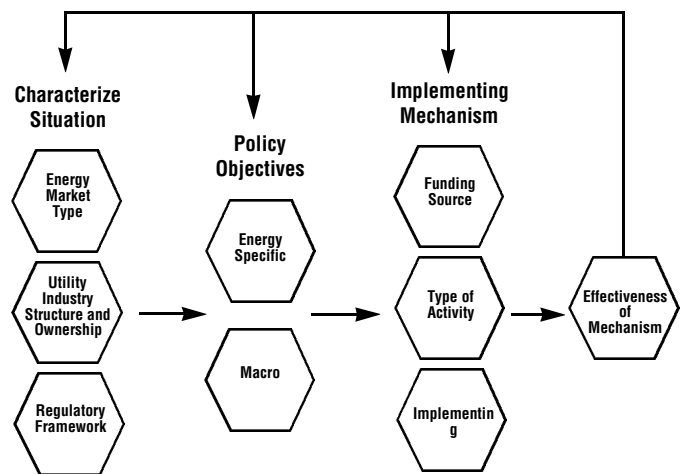 Characterize
Situation
Energy
Market
Type
Utility
Industry
Structure and
Ownership
Regulatory
Framework
Policy
Objectives
Energy
Specific
Macro
Implementing
Mechanism
Funding
Source
Type of
Activity
Implementin
g
Effectiveness
of
Mechanism